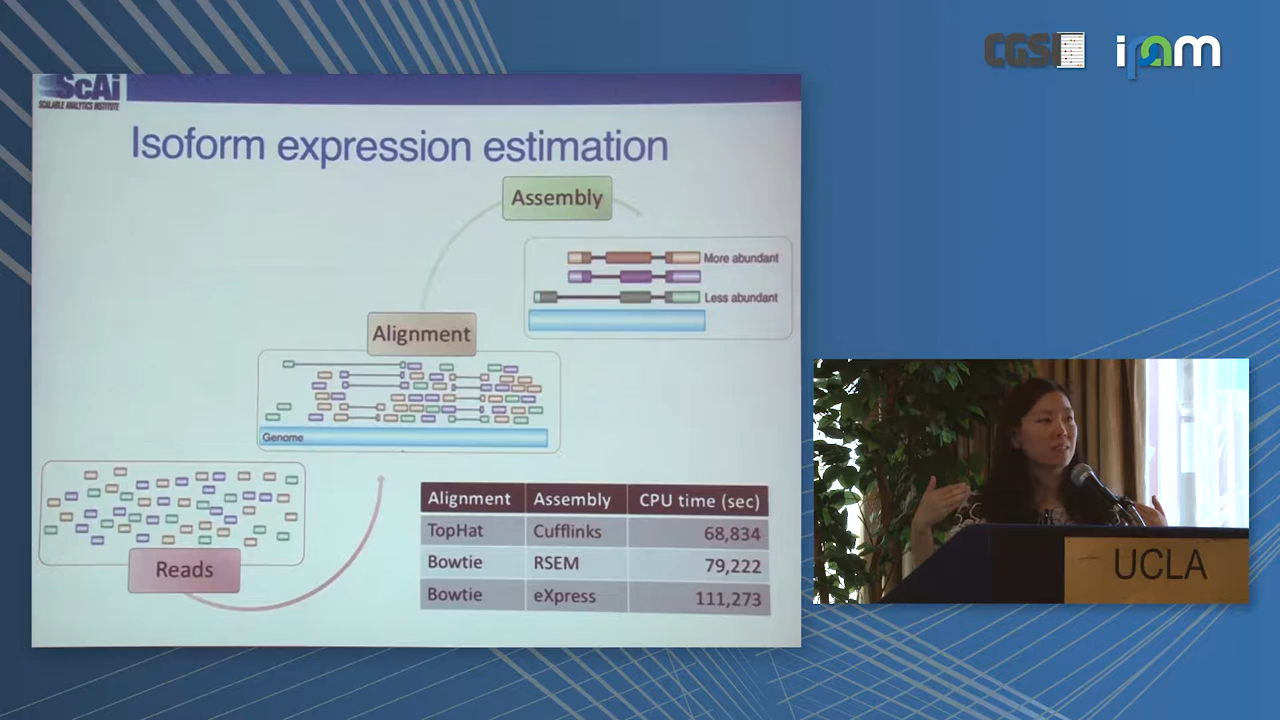 CGSI
ipam
ScAi
SCALABLE ANALYTICS INSTITUTE
Isoform expression estimation
Assembly
More abundant
Less abundant
Alignment
Genome
Reads
Alignment Assembly CPU time (sec)
TopHat Cufflinks 68,834
Bowtie RSEM 79,222
Bowtie eXpress 111,273
UCLA